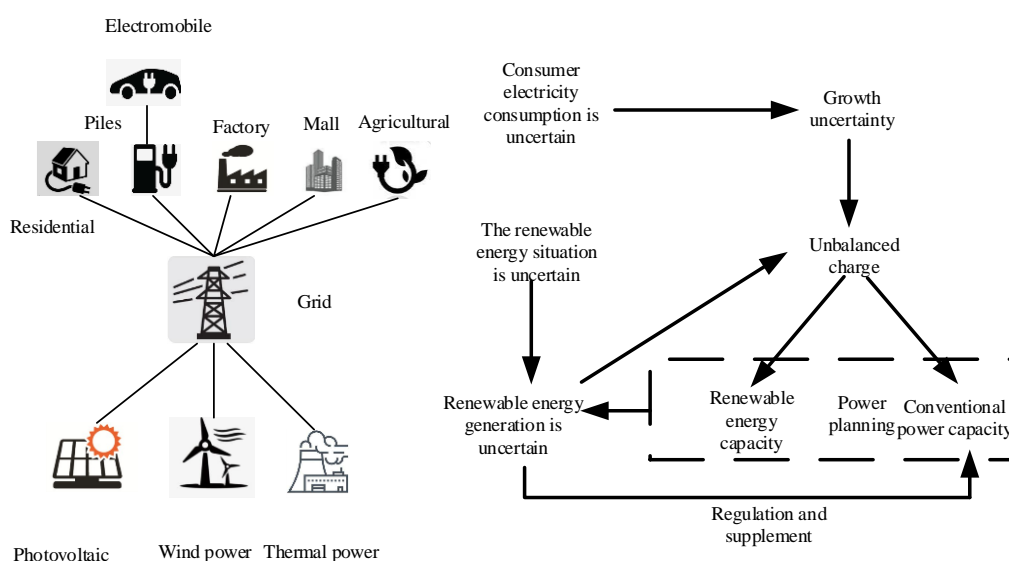 Electromobile
Piles
Factory
Mall
Agricultural
Residential
Grid
Photovoltaic
Wind power
Thermal power
Consumer
electricity
consumption is
uncertain
Growth
uncertainty
The renewable
energy situation
is uncertain
Unbalanced
charge
Renewable energy
generation is
uncertain
Renewable
energy
capacity
Power
planning
Conventional
power capacity
Regulation and
supplement